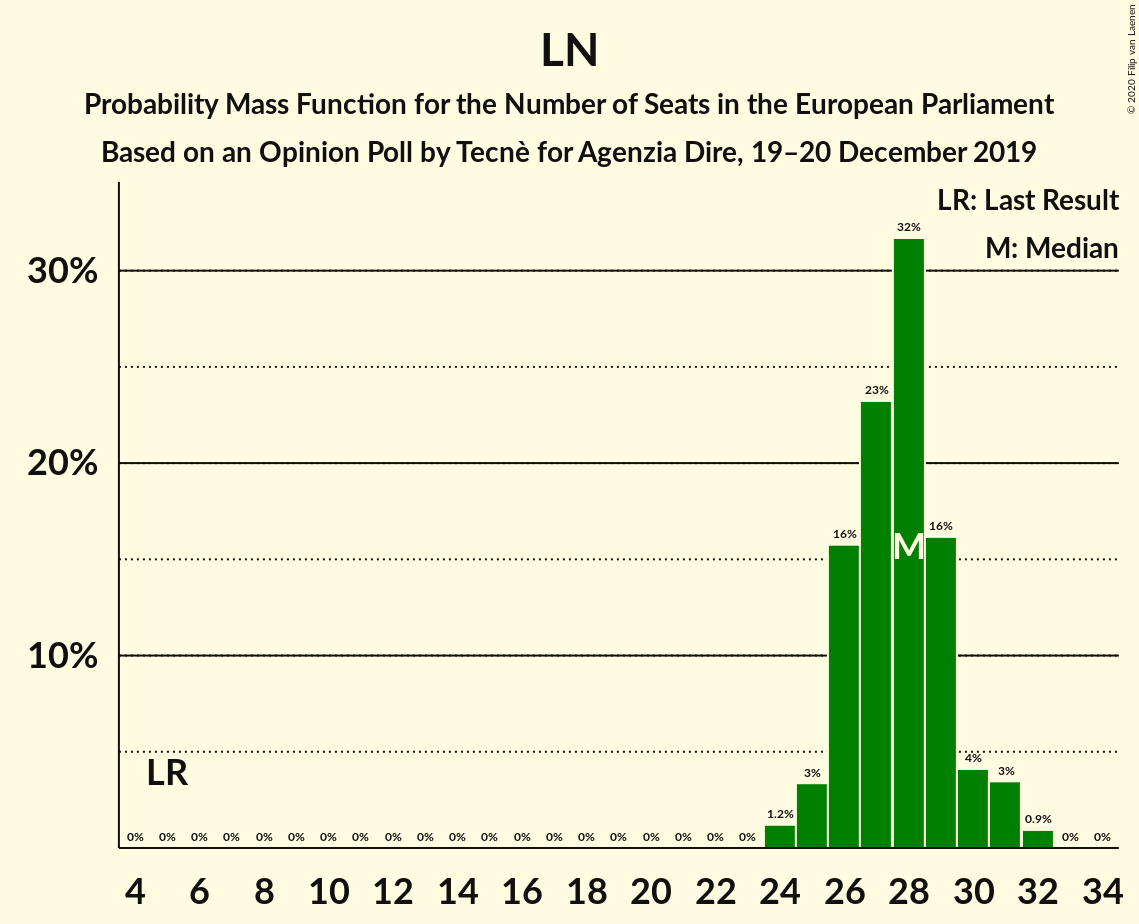 LN
Probability Mass Function for the Number of Seats in the European Parliament
Based on an Opinion Poll by Tecnè for Agenzia Dire, 19–20 December 2019
© 2020 Filip van Laenen
LR: Last Result
M: Median
30%
20%
10%
32%
23%
16%
16%
M
LR
4%
3%
3%
1.2%
0.9%
0% 0% 0% 0% 0% 0% 0% 0% 0% 0% 0% 0% 0% 0% 0% 0% 0% 0% 0% 0% 0% 0%
4 6 8 10 12 14 16 18 20 22 24 26 28 30 32 34